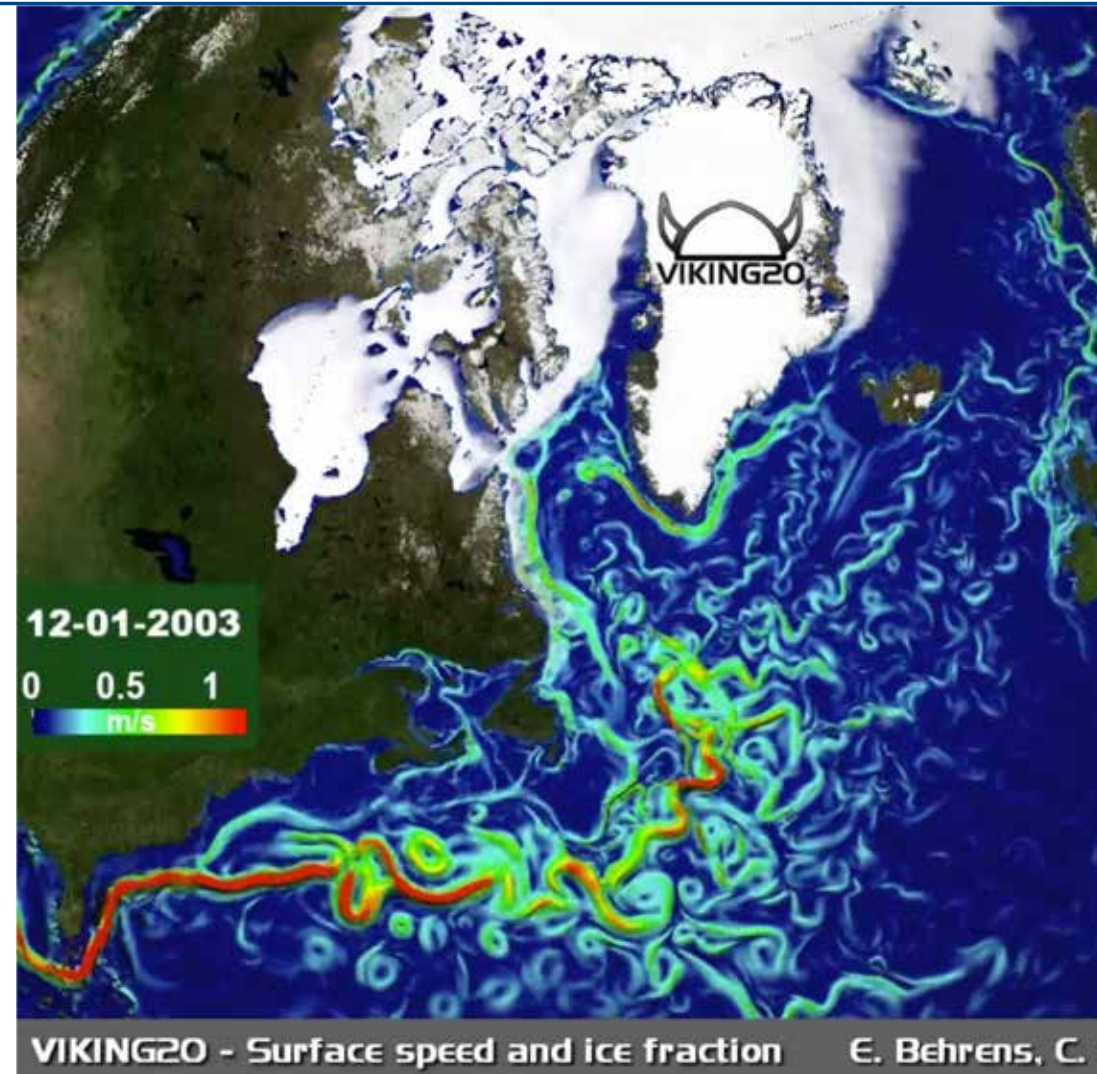 VIKING20
12-01-2003
0 0.5 1
m/s
VIKING20 - Surface speed and ice fraction E. Behrens, C.